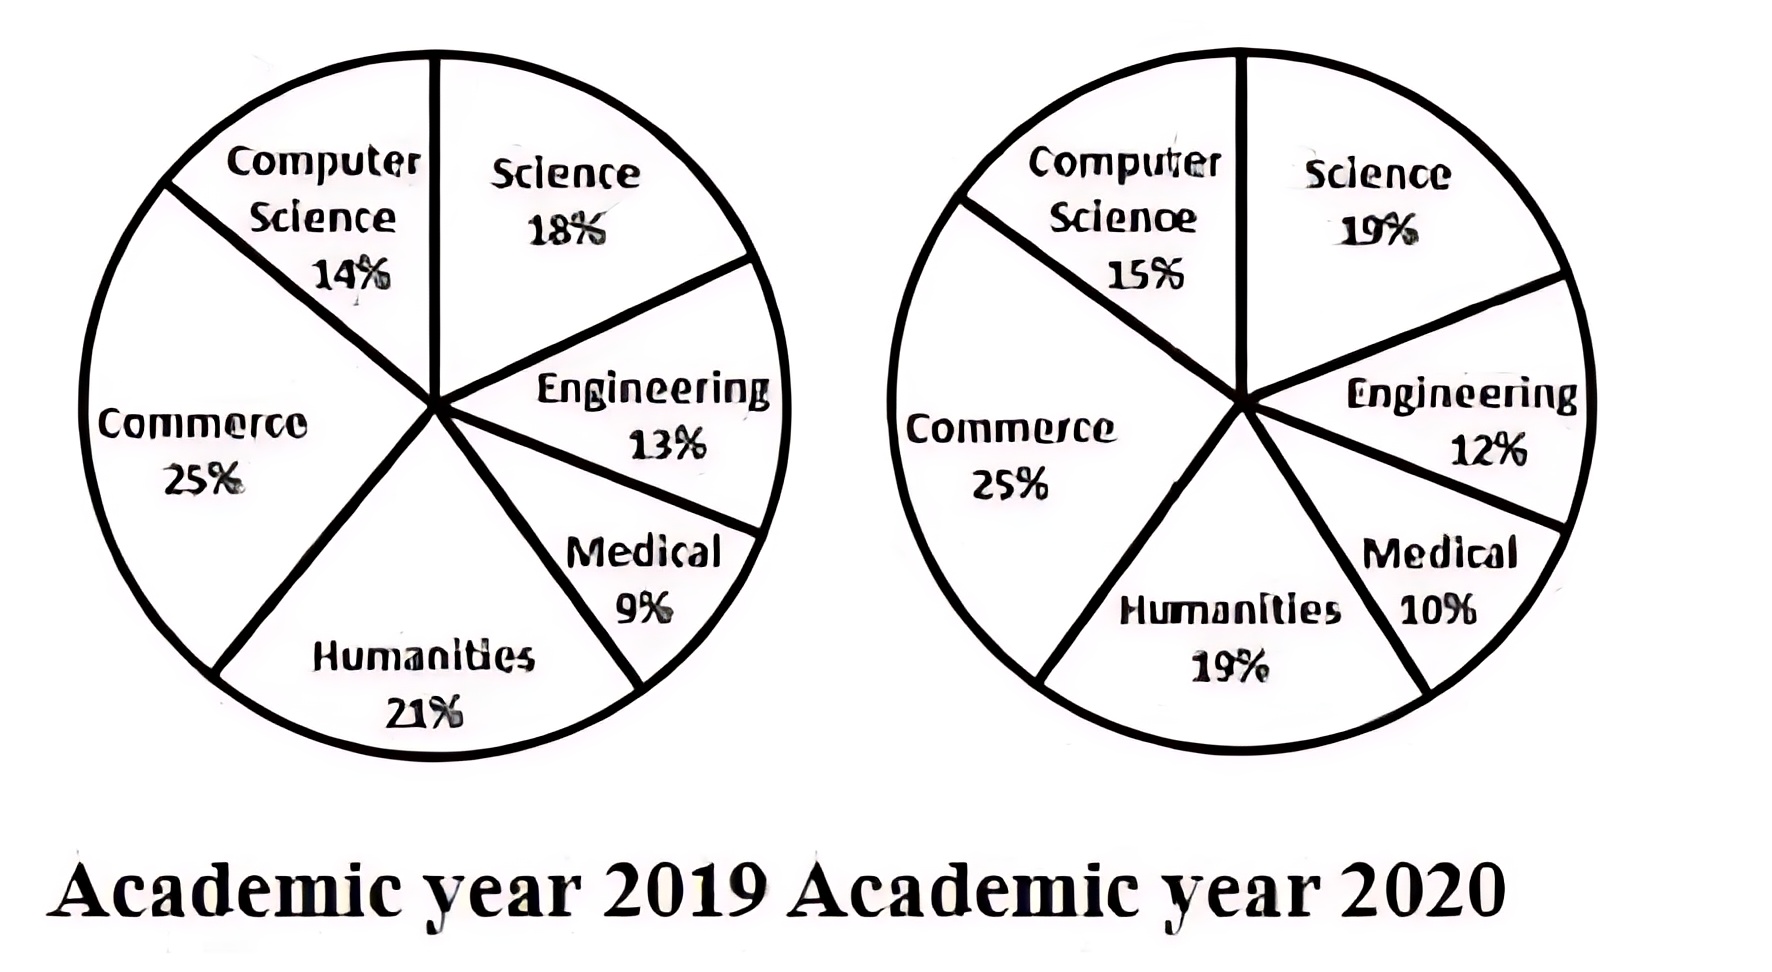 Computer
Science
14%
Science
18%
Engineering
13%
Medical
9%
Humanities
21%
Commerce
25%
Computer
Science
15%
Science
19%
Engineering
12%
Medical
10%
Humanities
19%
Commerce
25%
Academic year 2019 Academic year 2020